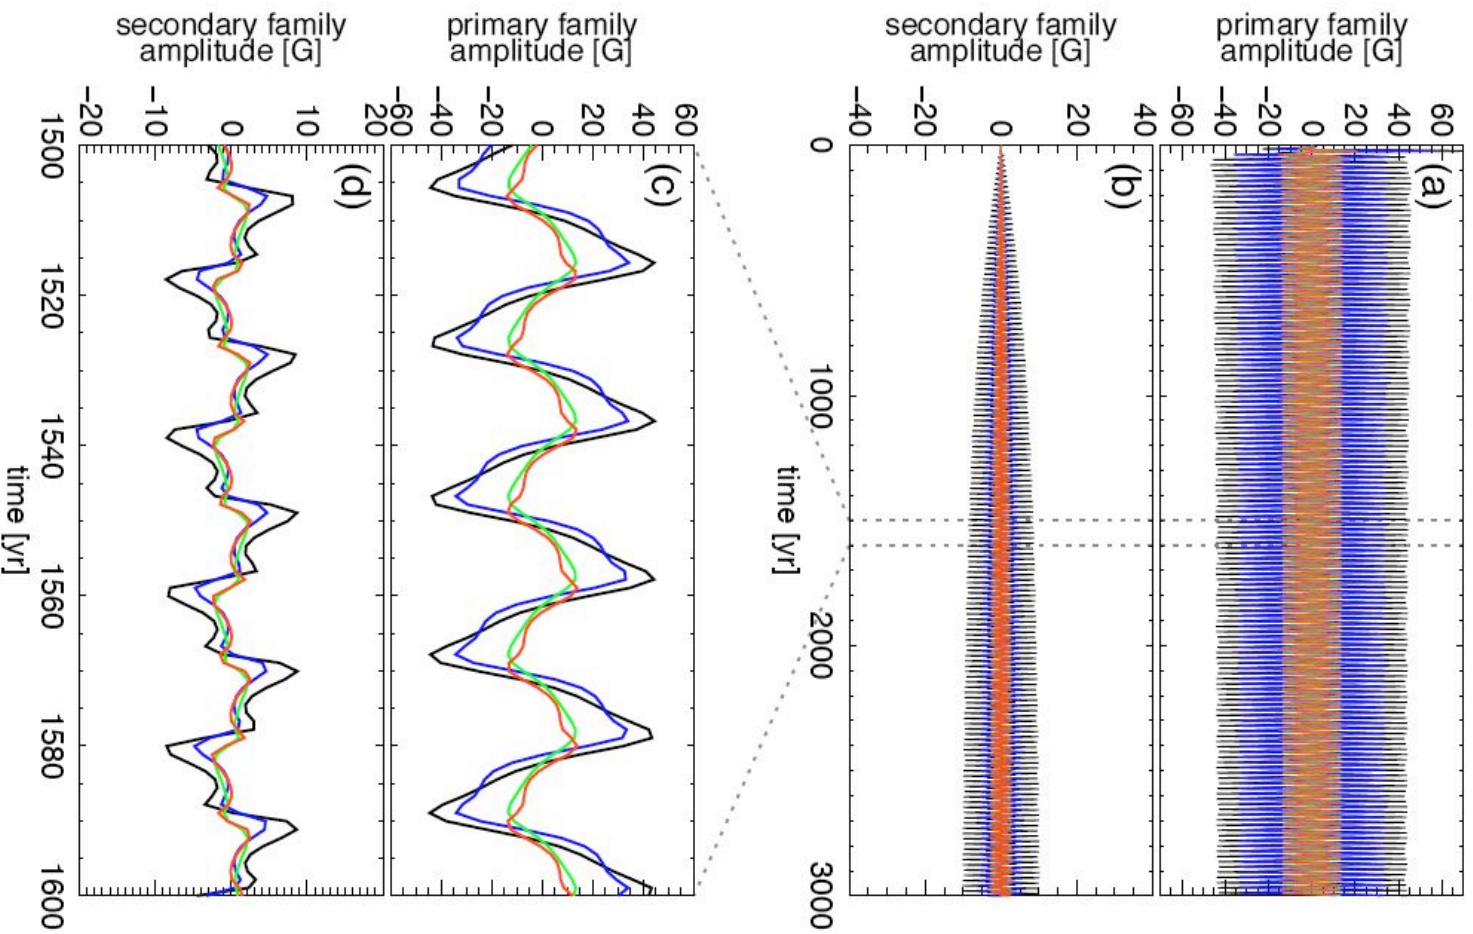 secondary family
amplitude [G]
primary family
amplitude [G]
secondary family
amplitude [G]
primary family
amplitude [G]
−20
−10
0
10
20
−60
−40
−20
0
20
40
60
−40
−20
0
20
40
−60
−40
−20
0
20
40
60
(d)
(c)
(b)
(a)
1500
1520
1540
1560
1580
1600
time [yr]
0
1000
2000
3000
time [yr]